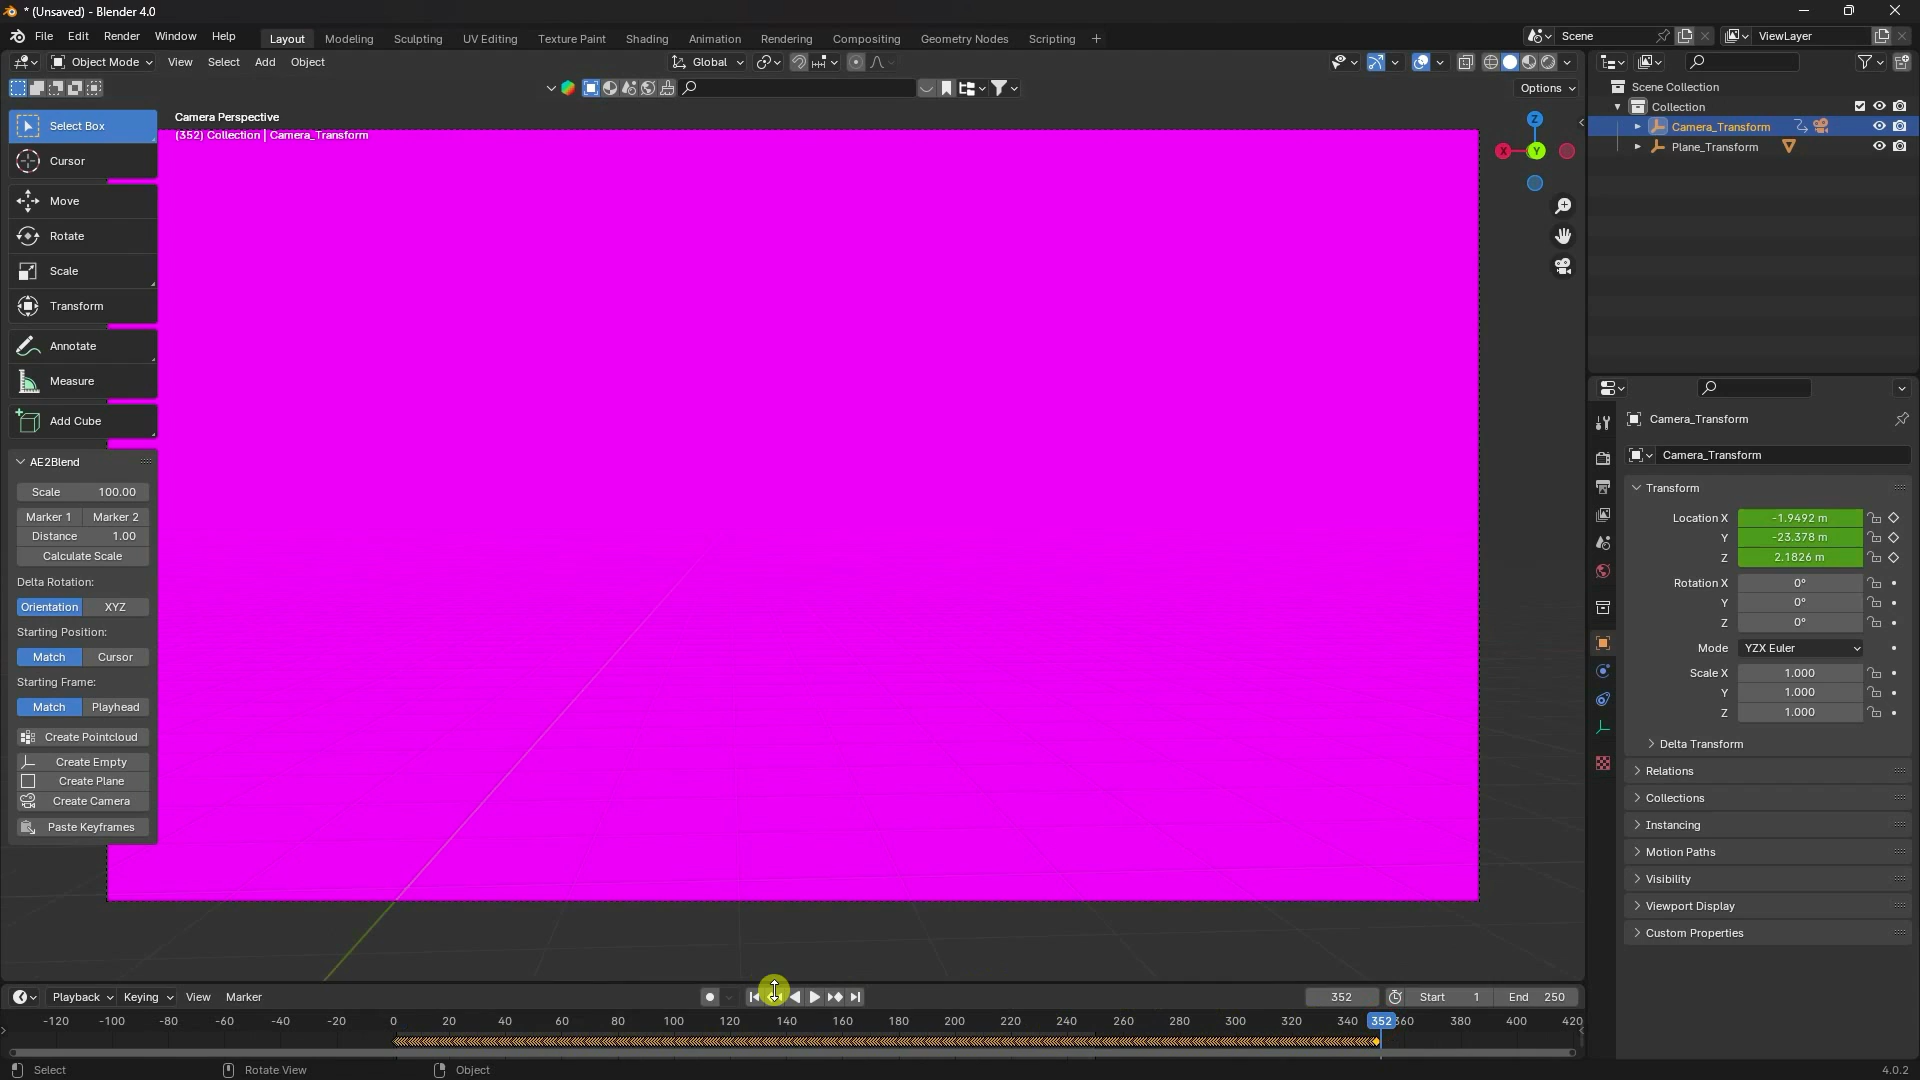 * (Unsaved) - Blender 4.0
File Edit Render Window Help
Layout Modeling Sculpting UV Editing Texture Paint Shading Animation Rendering Compositing Geometry Nodes Scripting +
Scene
ViewLayer
Object Mode View Select Add Object
Global
Options
Camera Perspective
(352) Collection | Camera_Transform
Select Box
Cursor
Move
Rotate
Scale
Transform
Annotate
Measure
Add Cube
AE2Blend
Scale 100.00
Marker 1 Marker 2
Distance 1.00
Calculate Scale
Delta Rotation:
Orientation XYZ
Starting Position:
Match Cursor
Starting Frame:
Match Playhead
Create Pointcloud
Create Empty
Create Plane
Create Camera
Paste Keyframes
Z
X Y
Scene Collection
Collection
Camera_Transform
Plane_Transform
Camera_Transform
Camera_Transform
Transform
Location X -1.9492 m
Y -23.378 m
Z 2.1826 m
Rotation X 0°
Y 0°
Z 0°
Mode YZX Euler
Scale X 1.000
Y 1.000
Z 1.000
Delta Transform
Relations
Collections
Instancing
Motion Paths
Visibility
Viewport Display
Custom Properties
Playback Keying View Marker
352 Start 1 End 250
-120 -100 -80 -60 -40 -20 0 20 40 60 80 100 120 140 160 180 200 220 240 260 280 300 320 340 352 360 380 400 420
Select Rotate View Object
4.0.2